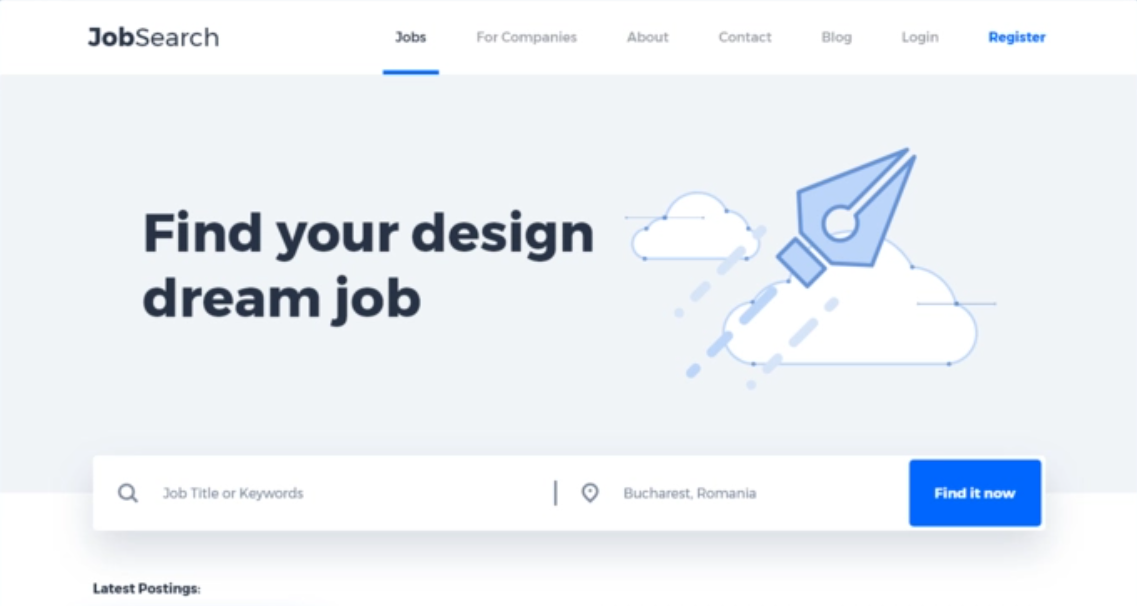 JobSearch
Jobs For Companies About Contact Blog Login Register
Find your design
dream job
Job Title or Keywords
Bucharest, Romania
Find it now
Latest Postings: